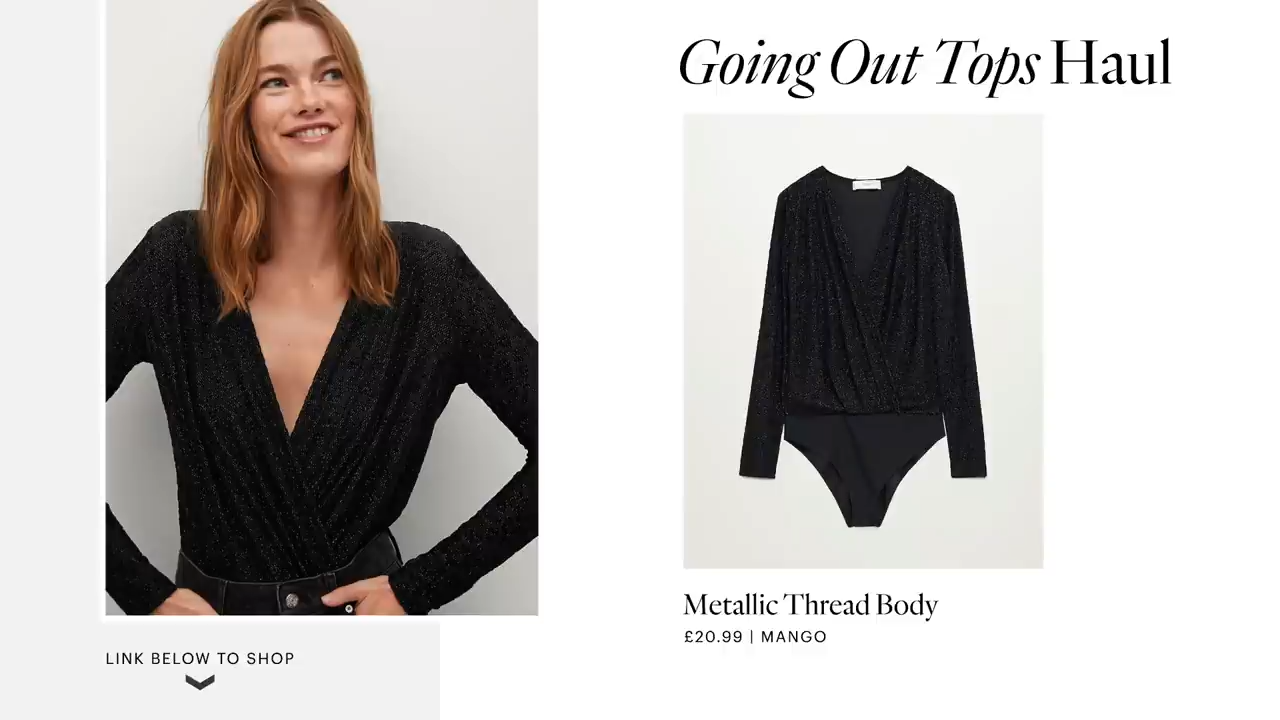 Going Out Tops Haul
Metallic Thread Body
£20.99 | MANGO
LINK BELOW TO SHOP